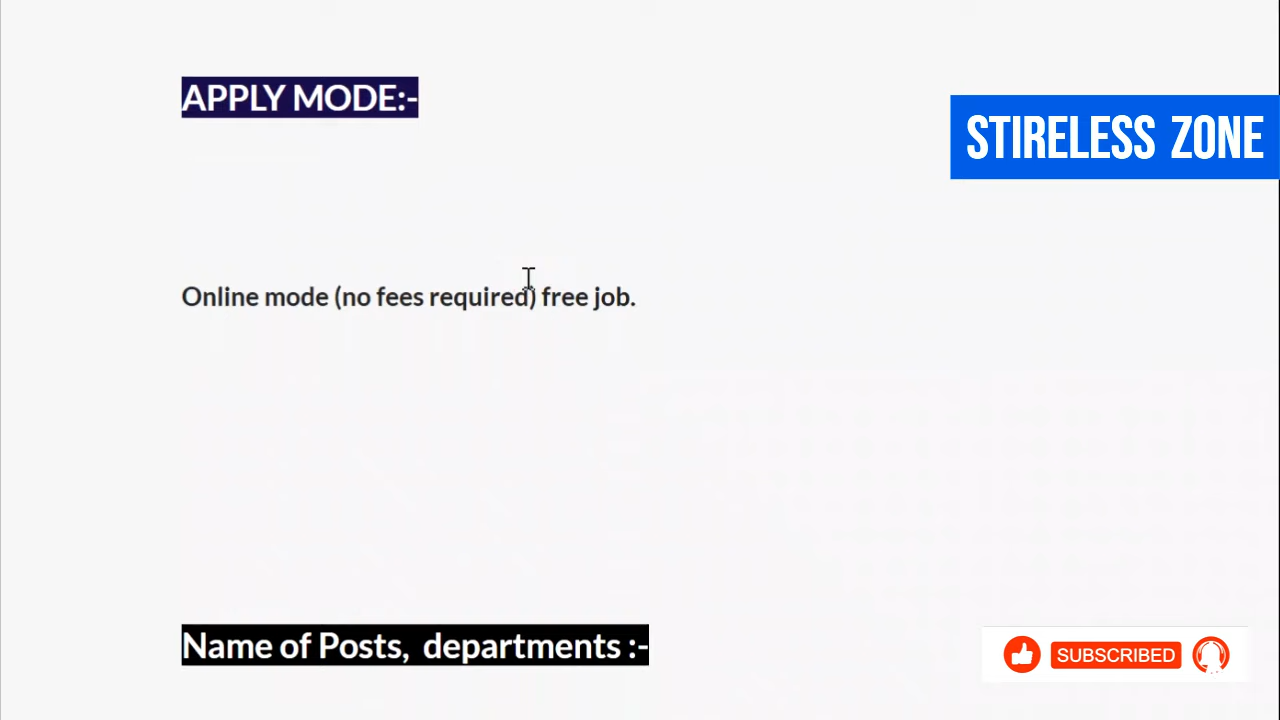 APPLY MODE:-
STIRELESS ZONE
Online mode (no fees required) free job.
Name of Posts, departments :-
SUBSCRIBED